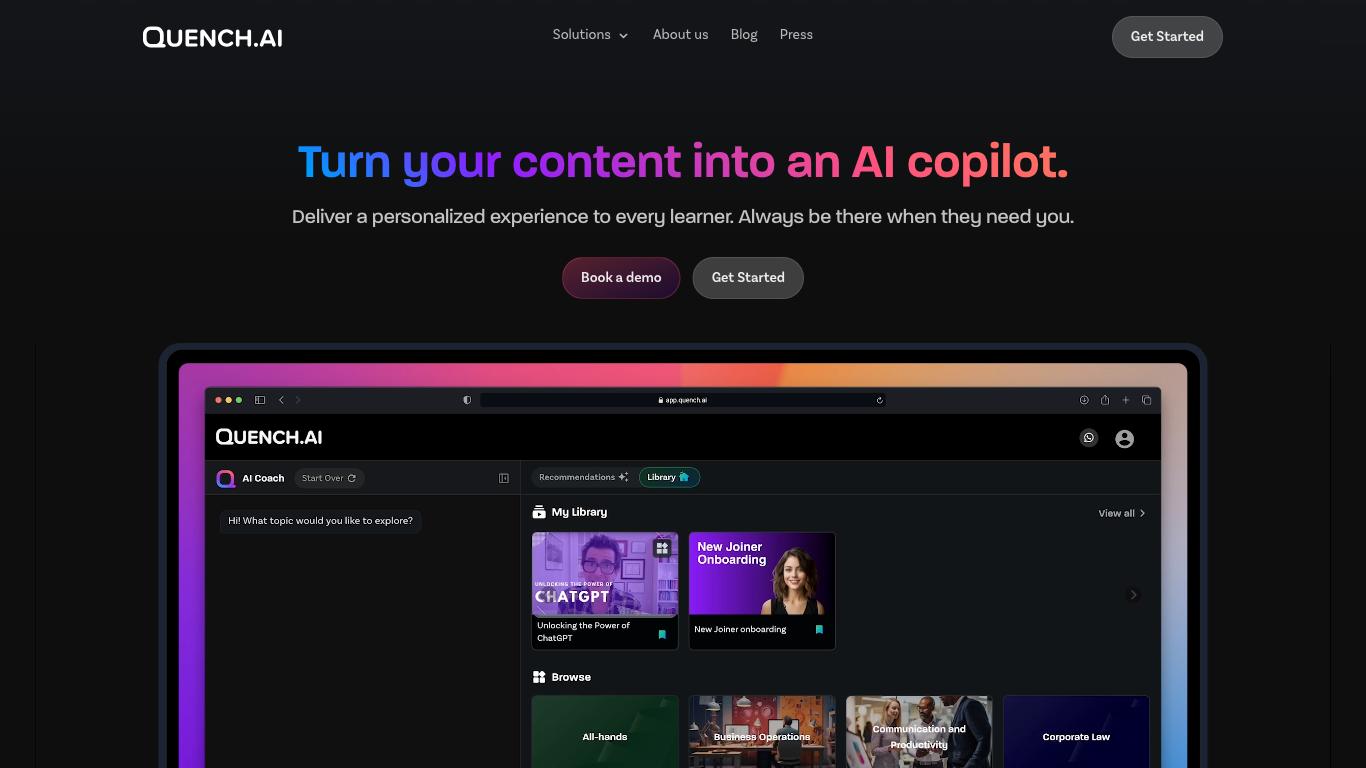 QUENCH.AI
Solutions
About us
Blog
Press
Get Started
Turn your content into an AI copilot.
Deliver a personalized experience to every learner. Always be there when they need you.
Book a demo
Get Started
app.quench.ai
QUENCH.AI
AI Coach
Start Over
Recommendations
Library
Hi! What topic would you like to explore?
My Library
View all
UNLOCKING THE POWER OF
CHATGPT
Unlocking the Power of
ChatGPT
New Joiner
Onboarding
New Joiner onboarding
Browse
All-hands
Business Operations
Communication and
Productivity
Corporate Law